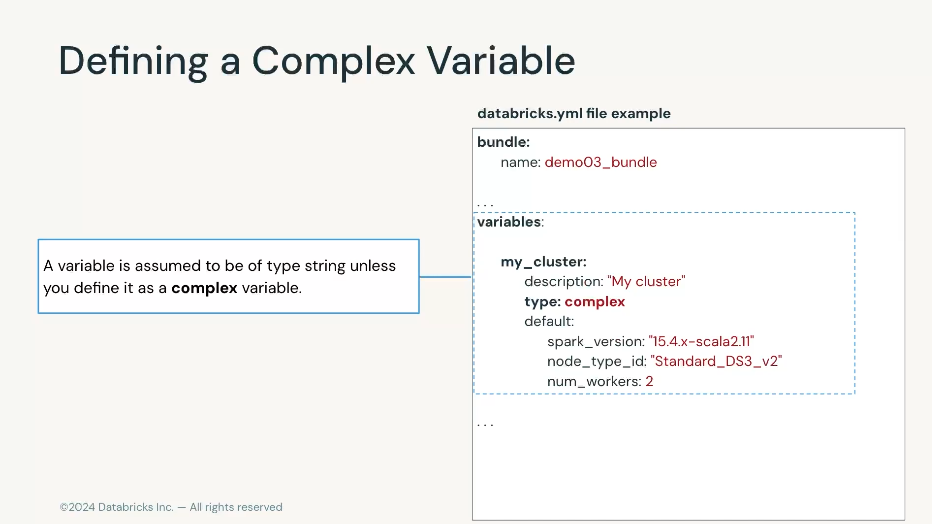 Defining a Complex Variable
databricks.yml file example
bundle:
name: demo03_bundle
. . .
variables:
my_cluster:
description: "My cluster"
type: complex
default:
spark_version: "15.4.x-scala2.11"
node_type_id: "Standard_DS3_v2"
num_workers: 2
. . .
A variable is assumed to be of type string unless
you define it as a complex variable.
©2024 Databricks Inc. — All rights reserved